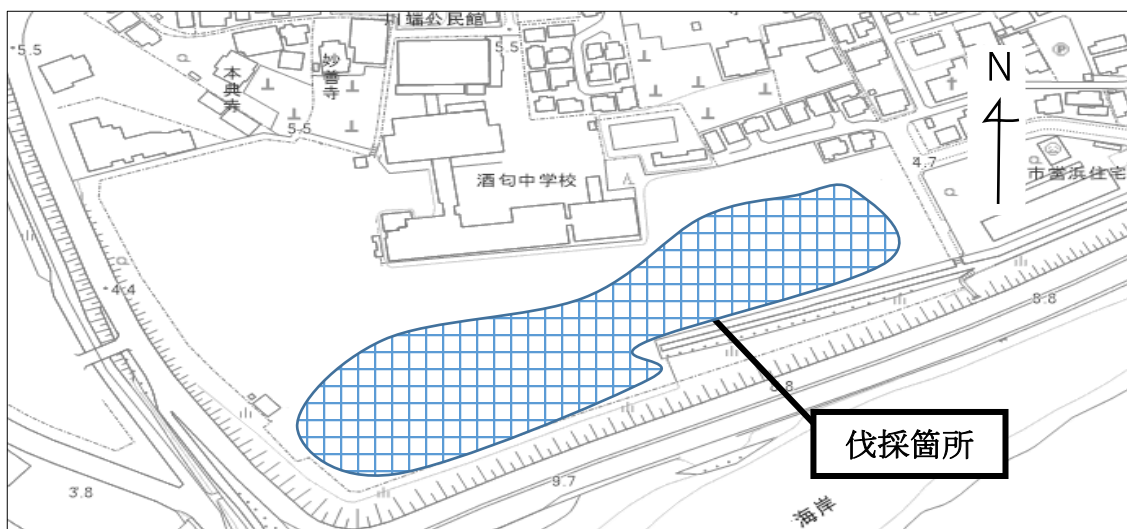 川端公民館
5.5
5.5
本典寺
妙善寺
5.5
N
4.7
市営浜住宅
酒匂中学校
4.4
8.8
8.8
伐採箇所
3.8
9.7
海岸